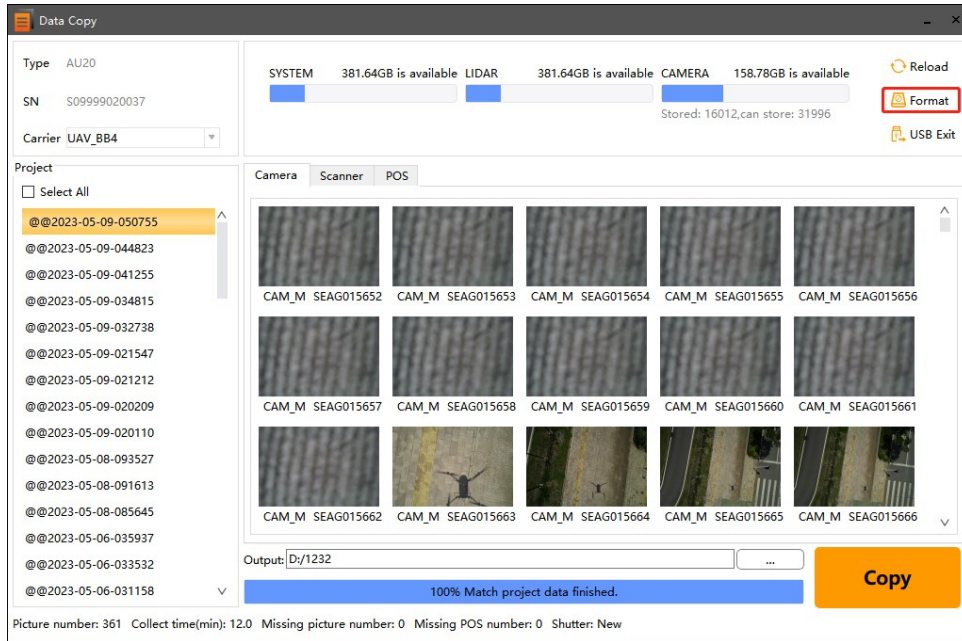 Data Copy
Type AU20
SN S09999020037
Carrier UAV_BB4
SYSTEM 381.64GB is available LIDAR 381.64GB is available CAMERA 158.78GB is available
Stored: 16012,can store: 31996
Reload
Format
USB Exit
Project
Select All
@@2023-05-09-050755
@@2023-05-09-044823
@@2023-05-09-041255
@@2023-05-09-034815
@@2023-05-09-032738
@@2023-05-09-021547
@@2023-05-09-021212
@@2023-05-09-020209
@@2023-05-09-020110
@@2023-05-08-093527
@@2023-05-08-091613
@@2023-05-08-085645
@@2023-05-06-035937
@@2023-05-06-033532
@@2023-05-06-031158
Camera Scanner POS
CAM_M SEAG015652 CAM_M SEAG015653 CAM_M SEAG015654 CAM_M SEAG015655 CAM_M SEAG015656
CAM_M SEAG015657 CAM_M SEAG015658 CAM_M SEAG015659 CAM_M SEAG015660 CAM_M SEAG015661
CAM_M SEAG015662 CAM_M SEAG015663 CAM_M SEAG015664 CAM_M SEAG015665 CAM_M SEAG015666
Output: D:/1232 ...
100% Match project data finished.
Copy
Picture number: 361 Collect time(min): 12.0 Missing picture number: 0 Missing POS number: 0 Shutter: New